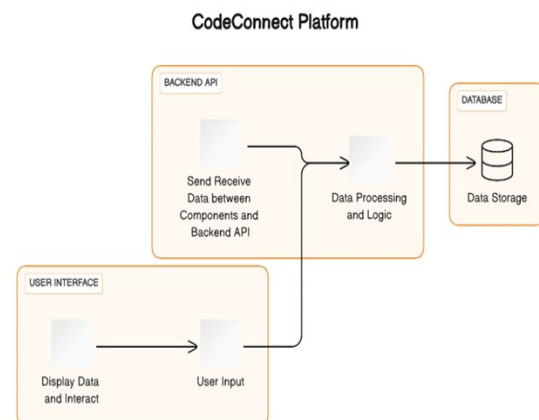 CodeConnect Platform
BACKEND API
DATABASE
Send Receive
Data between
Components and
Backend API
Data Processing
and Logic
Data Storage
USER INTERFACE
Display Data
and Interact
User Input